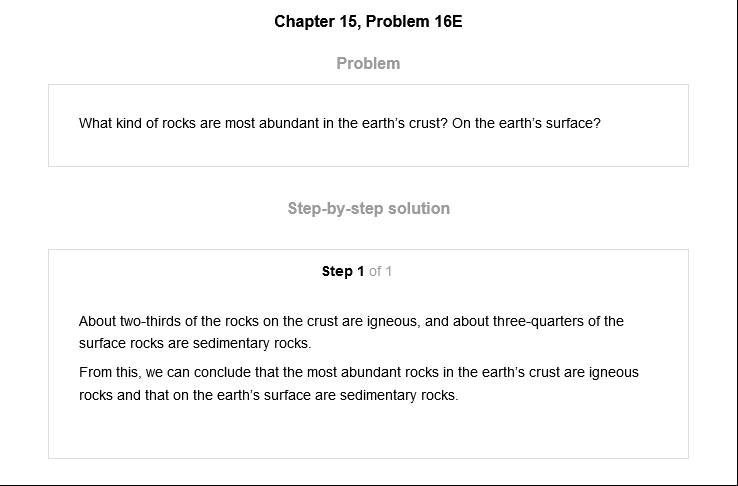 Chapter 15, Problem 16E
Problem
What kind of rocks are most abundant in the earth's crust? On the earth's surface?
Step-by-step solution
Step 1 of 1
About two-thirds of the rocks on the crust are igneous, and about three-quarters of the
surface rocks are sedimentary rocks.
From this, we can conclude that the most abundant rocks in the earth's crust are igneous
rocks and that on the earth's surface are sedimentary rocks.